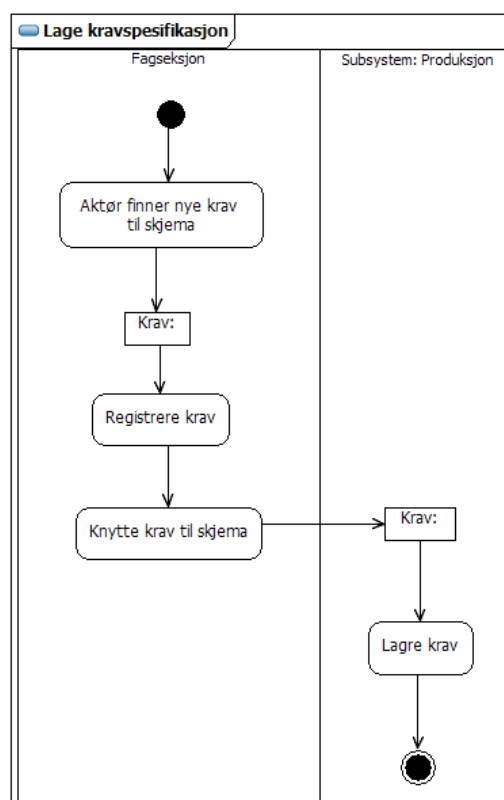 Lage kravspesifikasjon
Fagseksjon
Subsystem: Produksjon
Aktør finner nye krav
til skjema
Krav:
Registrere krav
Knytte krav til skjema
Krav:
Lagre krav